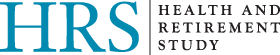 HRS
HEALTH AND
RETIREMENT
STUDY